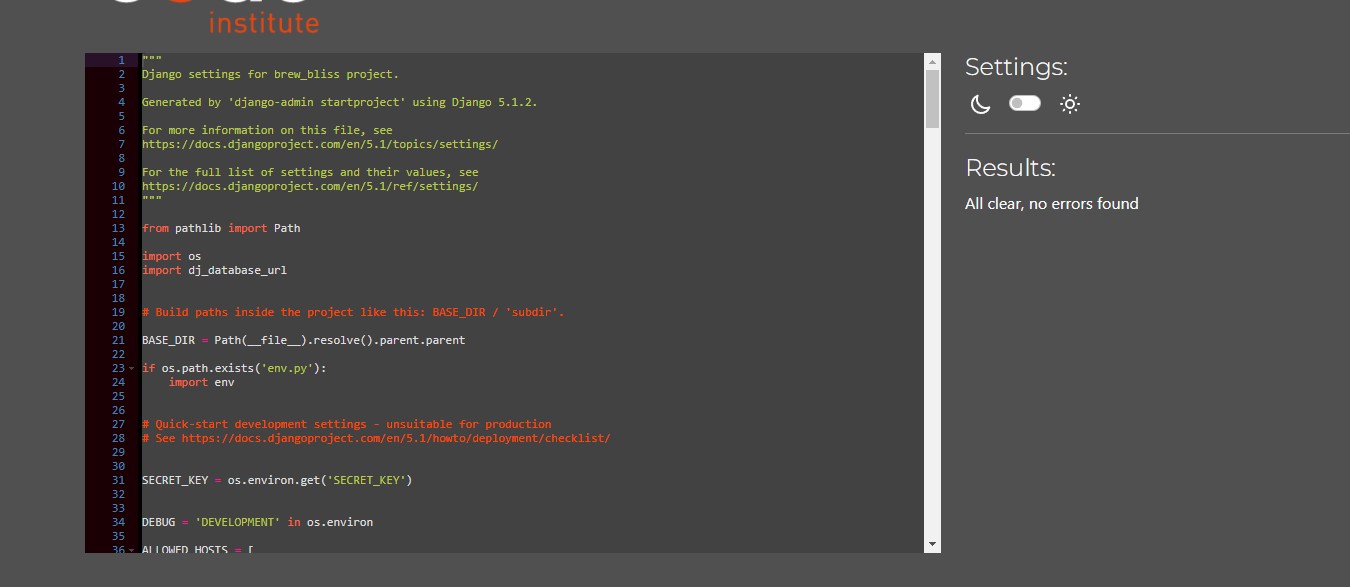 institute
1 """
2 Django settings for brew_bliss project.
3
4 Generated by 'django-admin startproject' using Django 5.1.2.
5
6 For more information on this file, see
7 https://docs.djangoproject.com/en/5.1/topics/settings/
8
9 For the full list of settings and their values, see
10 https://docs.djangoproject.com/en/5.1/ref/settings/
11 """
12
13 from pathlib import Path
14
15 import os
16 import dj_database_url
17
18
19 # Build paths inside the project like this: BASE_DIR / 'subdir'.
20
21 BASE_DIR = Path(__file__).resolve().parent.parent
22
23 if os.path.exists('env.py'):
24     import env
25
26
27 # Quick-start development settings - unsuitable for production
28 # See https://docs.djangoproject.com/en/5.1/howto/deployment/checklist/
29
30
31 SECRET_KEY = os.environ.get('SECRET_KEY')
32
33
34 DEBUG = 'DEVELOPMENT' in os.environ
35
36 ALLOWED_HOSTS = [
Settings:
Results:
All clear, no errors found